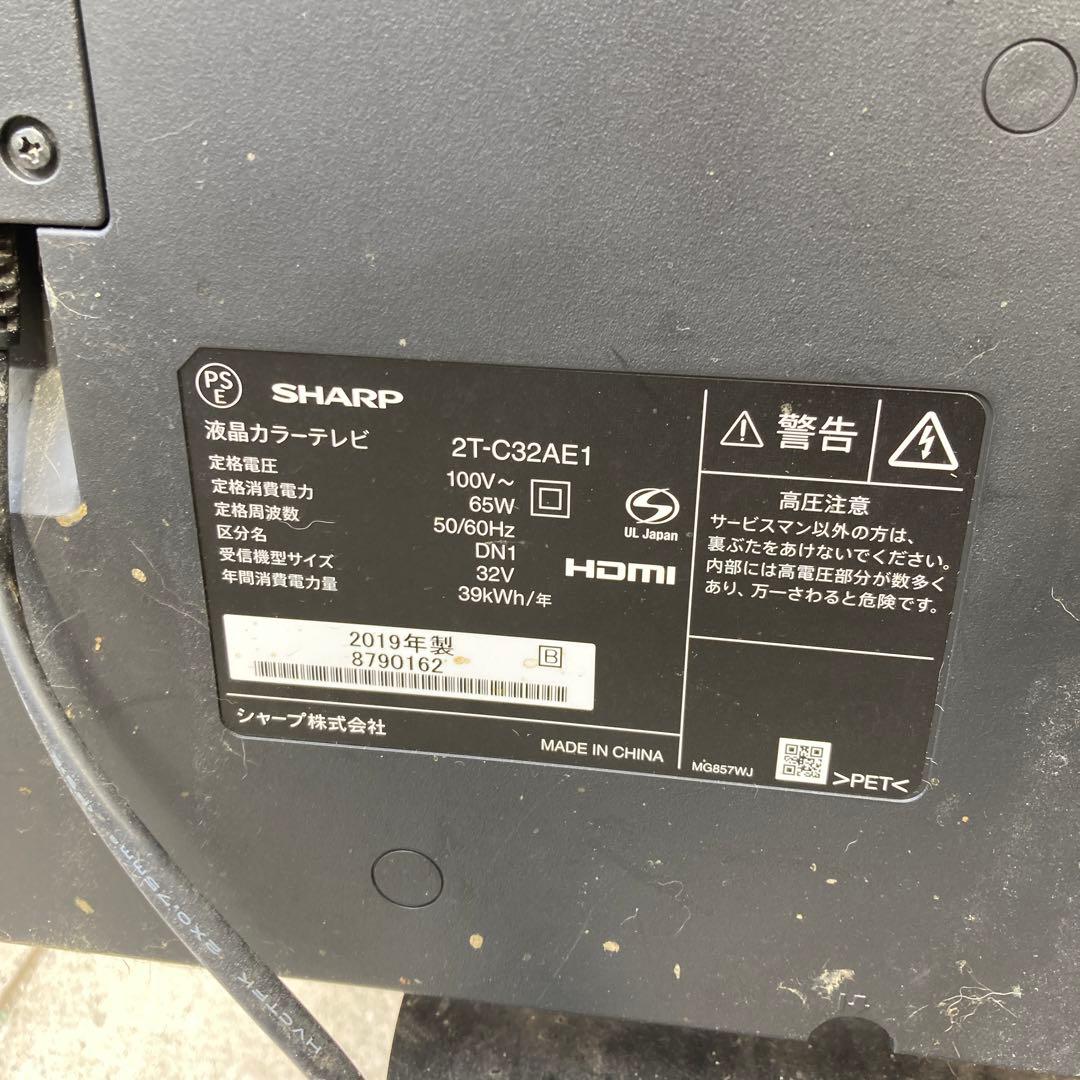 PS
E
SHARP
液晶カラーテレビ 2T-C32AE1
定格電圧 100V～
定格消費電力 65W
定格周波数 50/60Hz
区分名 DN1
受信機型サイズ 32V
年間消費電力量 39kWh/年
UL Japan
HDMI
2019年製
8790162
B
シャープ株式会社
MADE IN CHINA
警告
高圧注意
サービスマン以外の方は、
裏ぶたをあけないでください。
内部には高電圧部分が数多く
あり、万一さわると危険です。
MG857WJ
>PET<
HVCTFK 2X0.75mm²